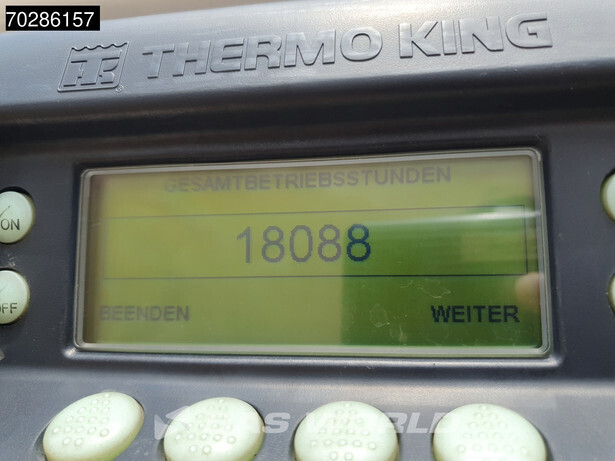 70286157
THERMO KING
GESAMTBETRIEBSSTUNDEN
ON
18088
OFF
BEENDEN WEITER